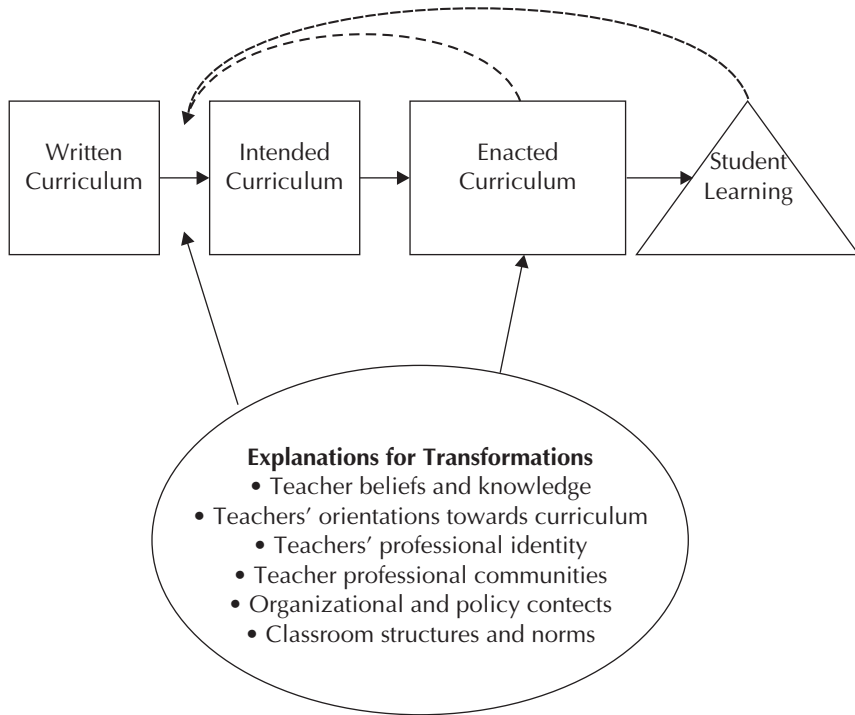 Written
Curriculum
Intended
Curriculum
Enacted
Curriculum
Student
Learning
Explanations for Transformations
• Teacher beliefs and knowledge
• Teachers’ orientations towards curriculum
• Teachers’ professional identity
• Teacher professional communities
• Organizational and policy contects
• Classroom structures and norms